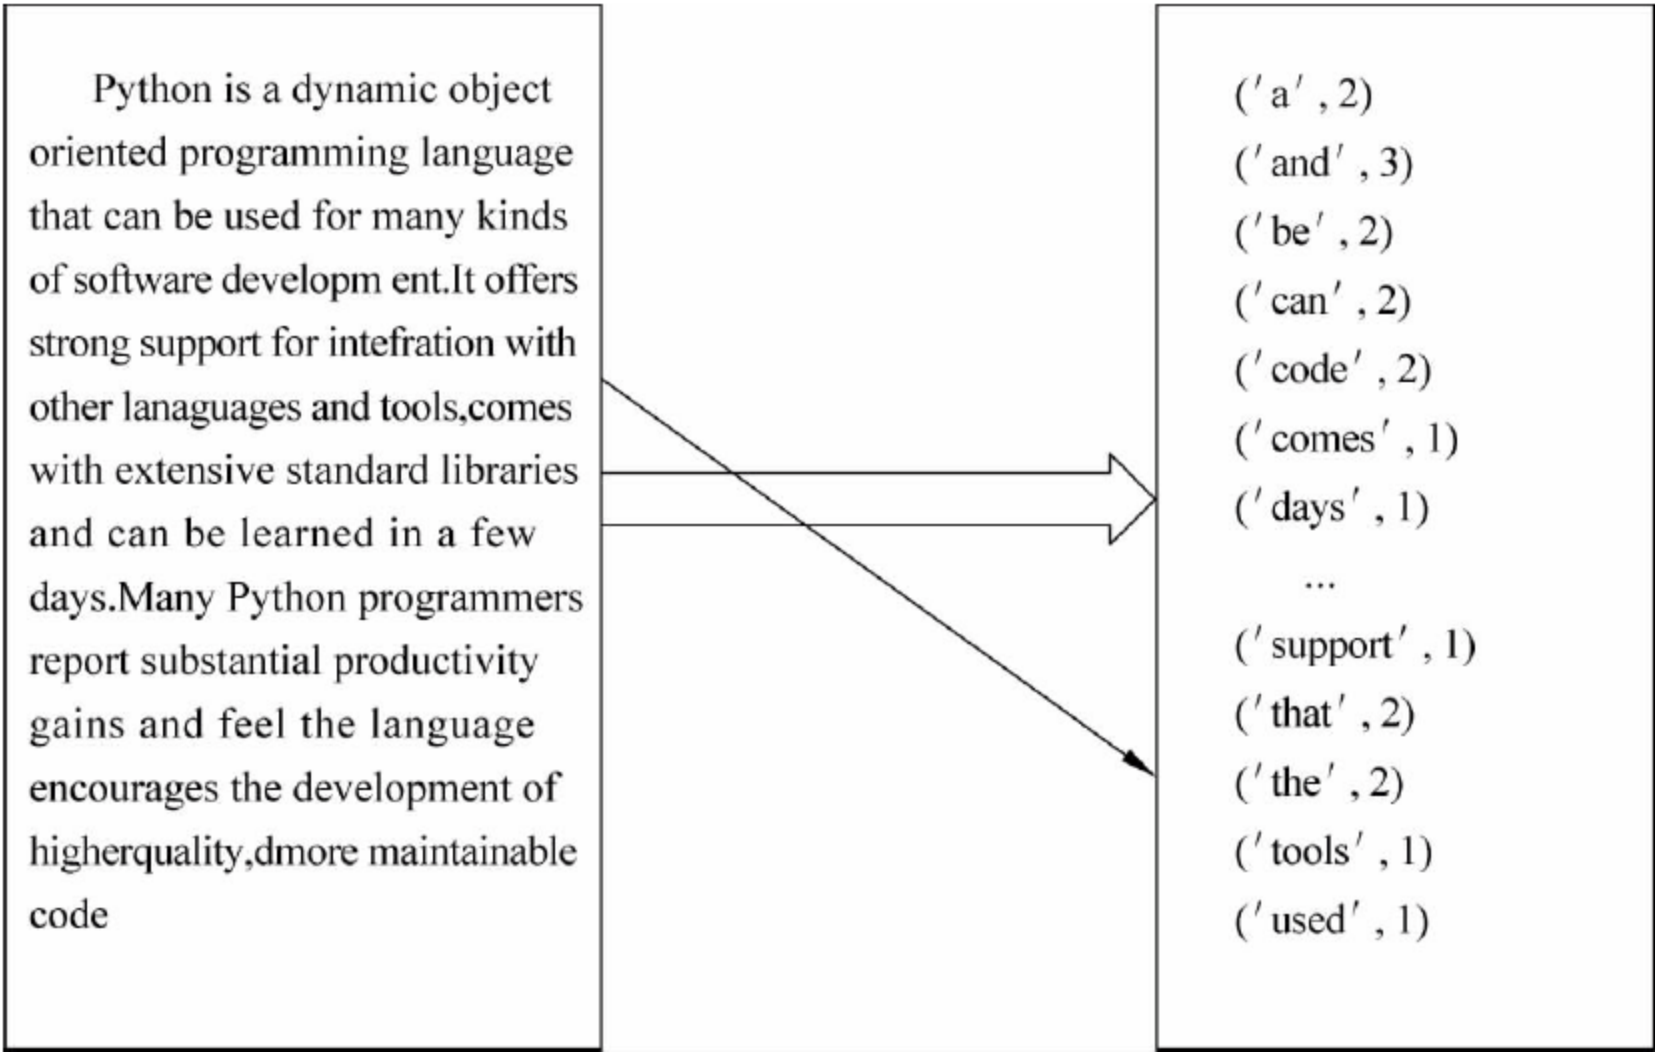 Python is a dynamic object
oriented programming language
that can be used for many kinds
of software developm ent.It offers
strong support for intefration with
other lanaguages and tools,comes
with extensive standard libraries
and can be learned in a few
days.Many Python programmers
report substantial productivity
gains and feel the language
encourages the development of
higherquality,dmore maintainable
code
('a', 2)
('and', 3)
('be', 2)
('can', 2)
('code', 2)
('comes', 1)
('days', 1)
...
('support', 1)
('that', 2)
('the', 2)
('tools', 1)
('used', 1)